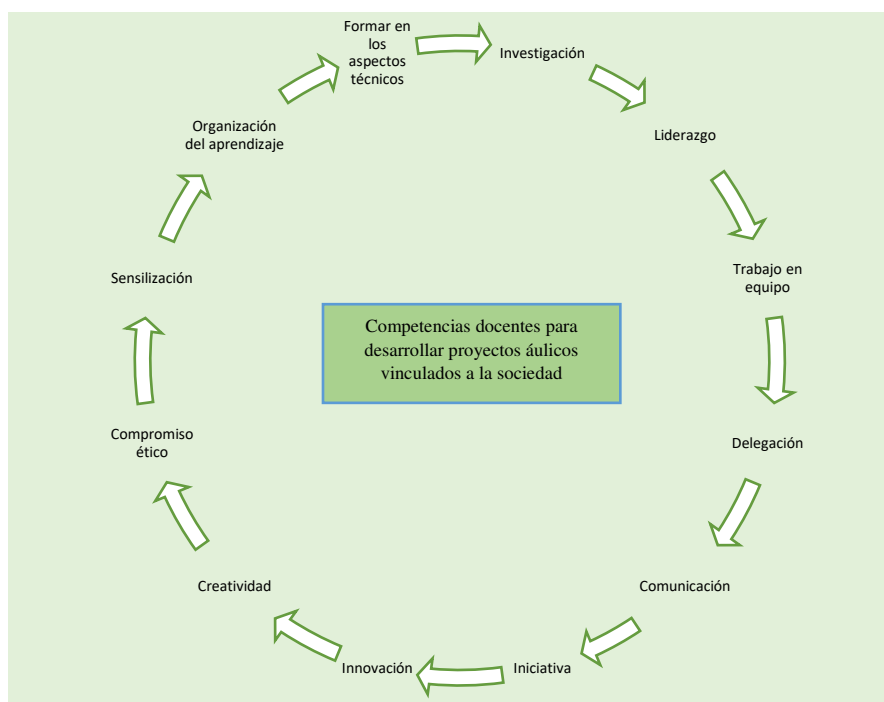 Formar en
los
aspectos
técnicos
Investigación
Liderazgo
Trabajo en
equipo
Delegación
Comunicación
Iniciativa
Innovación
Creatividad
Compromiso
ético
Sensilización
Organización
del aprendizaje
Competencias docentes para
desarrollar proyectos áulicos
vinculados a la sociedad